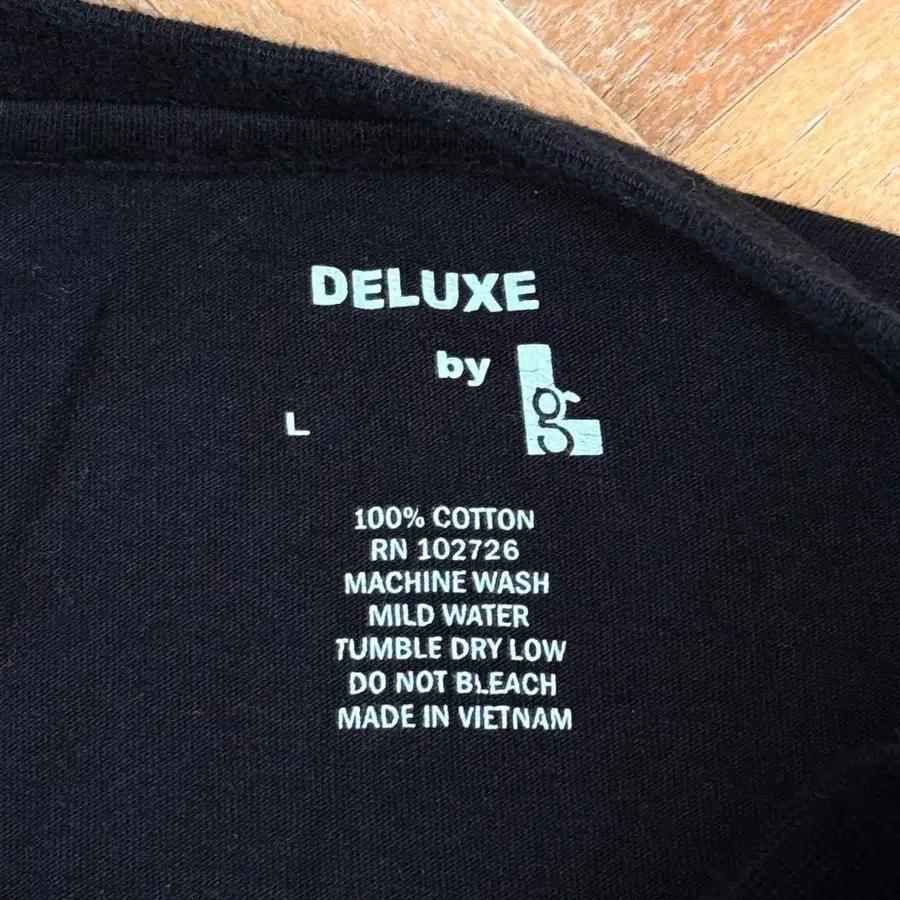 DELUXE
by Lg
L
100% COTTON
RN 102726
MACHINE WASH
MILD WATER
TUMBLE DRY LOW
DO NOT BLEACH
MADE IN VIETNAM